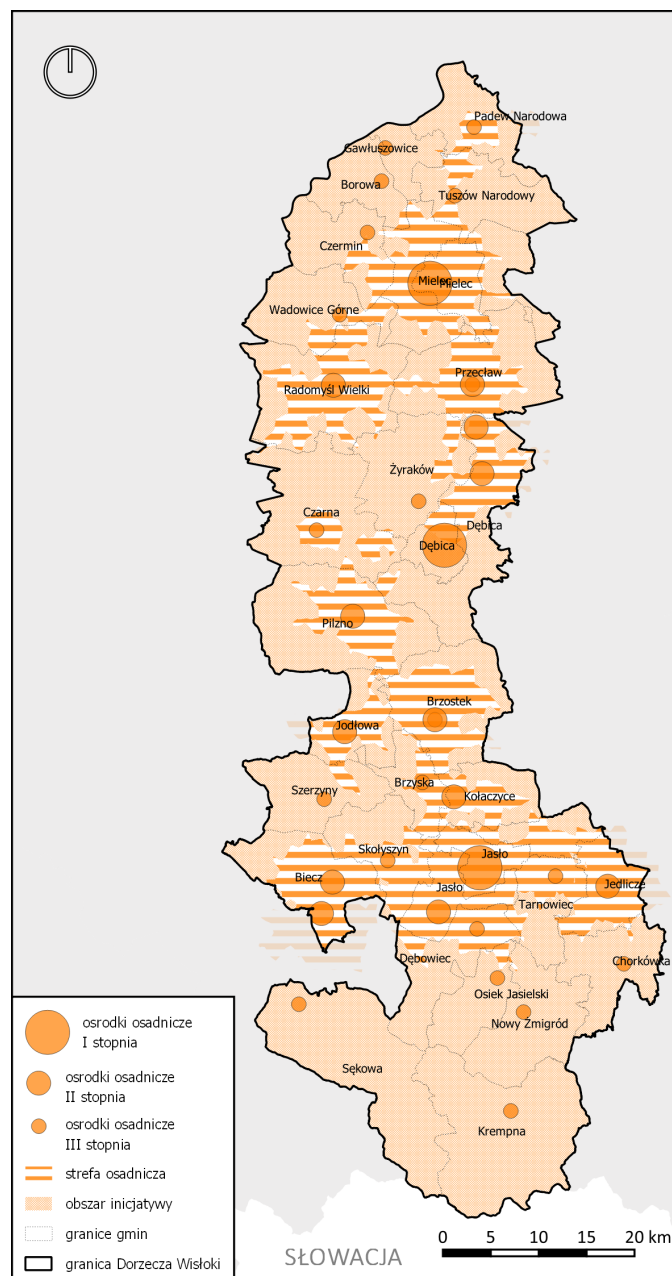 Padew Narodowa
Gawłuszowice
Borowa
Tuszów Narodowy
Czermin
Mielec
Mielec
Wadowice Górne
Przecław
Radomyśl Wielki
Żyraków
Czarna
Dębica
Dębica
Pilzno
Brzostek
Jodłowa
Brzyska
Szerzyny
Kołaczyce
Skołyszyn
Jasło
Biecz
Jasło
Jedlicze
Tarnowiec
Dębowiec
Chorkówka
Osiek Jasielski
Nowy Żmigród
Sękowa
Krempna
osrodki osadnicze
I stopnia
osrodki osadnicze
II stopnia
osrodki osadnicze
III stopnia
strefa osadnicza
obszar inicjatywy
granice gmin
granica Dorzecza Wisłoki
SŁOWACJA
0 5 10 15 20 km